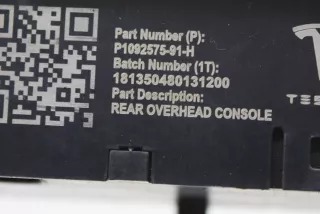 Part Number (P):
P1092575-91-H
Batch Number (1T):
181350480131200
Part Description:
REAR OVERHEAD CONSOLE